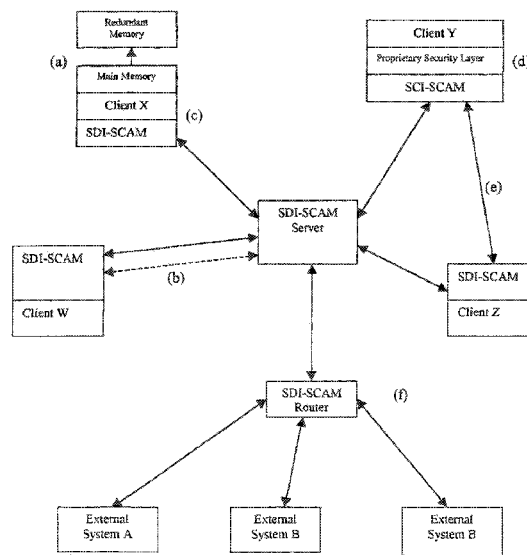 Redundant
Memory
(a)
Main Memory
Client X
(c)
SDI-SCAM
Client Y
Proprietary Security Layer
(d)
SCI-SCAM
(e)
SDI-SCAM
Server
SDI-SCAM
(b)
Client W
SDI-SCAM
Client Z
SDI-SCAM
Router
(f)
External
System A
External
System B
External
System B